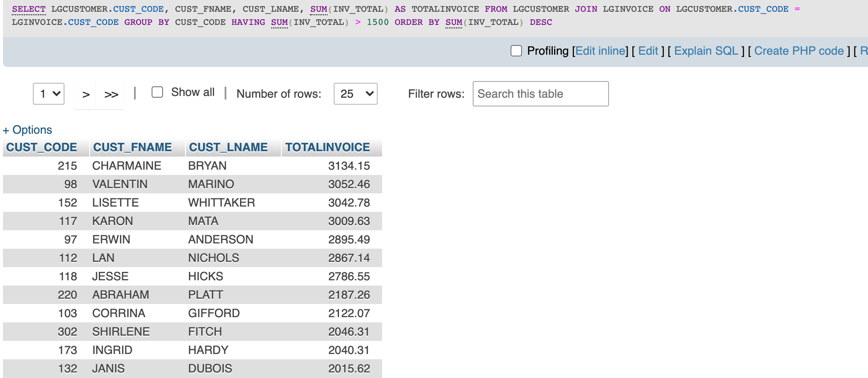 SELECT LGCUSTOMER.CUST_CODE, CUST_FNAME, CUST_LNAME, SUM(INV_TOTAL) AS TOTALINVOICE FROM LGCUSTOMER JOIN LGINVOICE ON LGCUSTOMER.CUST_CODE =
LGINVOICE.CUST_CODE GROUP BY CUST_CODE HAVING SUM(INV_TOTAL) > 1500 ORDER BY SUM(INV_TOTAL) DESC
Profiling [Edit inline] [ Edit ] [ Explain SQL ] [ Create PHP code ] [ R
1 > >> | Show all | Number of rows: 25 Filter rows: Search this table
+ Options
CUST_CODE CUST_FNAME CUST_LNAME TOTALINVOICE
215 CHARMAINE BRYAN 3134.15
98 VALENTIN MARINO 3052.46
152 LISETTE WHITTAKER 3042.78
117 KARON MATA 3009.63
97 ERWIN ANDERSON 2895.49
112 LAN NICHOLS 2867.14
118 JESSE HICKS 2786.55
220 ABRAHAM PLATT 2187.26
103 CORRINA GIFFORD 2122.07
302 SHIRLENE FITCH 2046.31
173 INGRID HARDY 2040.31
132 JANIS DUBOIS 2015.62